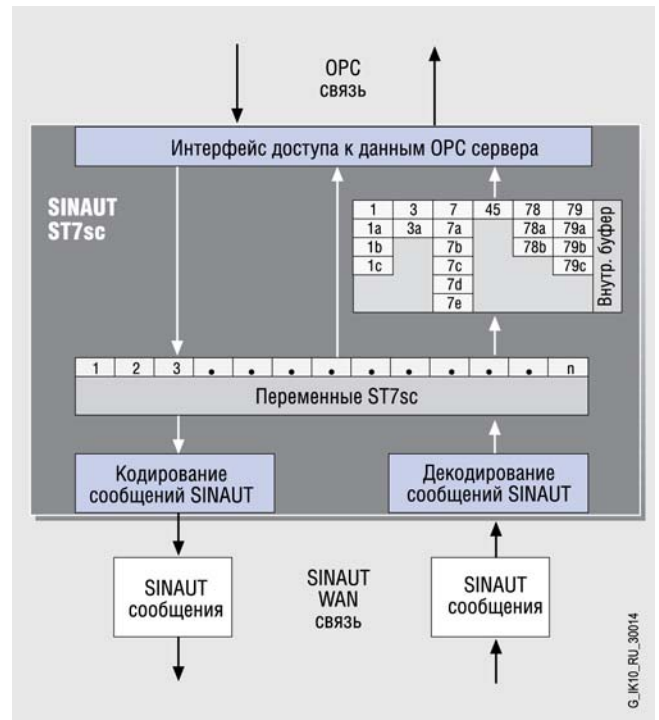 OPC
связь
Интерфейс доступа к данным OPC сервера
SINAUT
ST7sc
1 3 7 45 78 79
1a 3a 7a 78a 79a
1b 7b 78b 79b
1c 7c 79c
7d
7e
Внутр. буфер
1 2 3 • • • • • • • • • n
Переменные ST7sc
Кодирование
сообщений SINAUT
Декодирование
сообщений SINAUT
SINAUT
сообщения
SINAUT
WAN
связь
SINAUT
сообщения
G_IK10_RU_30014